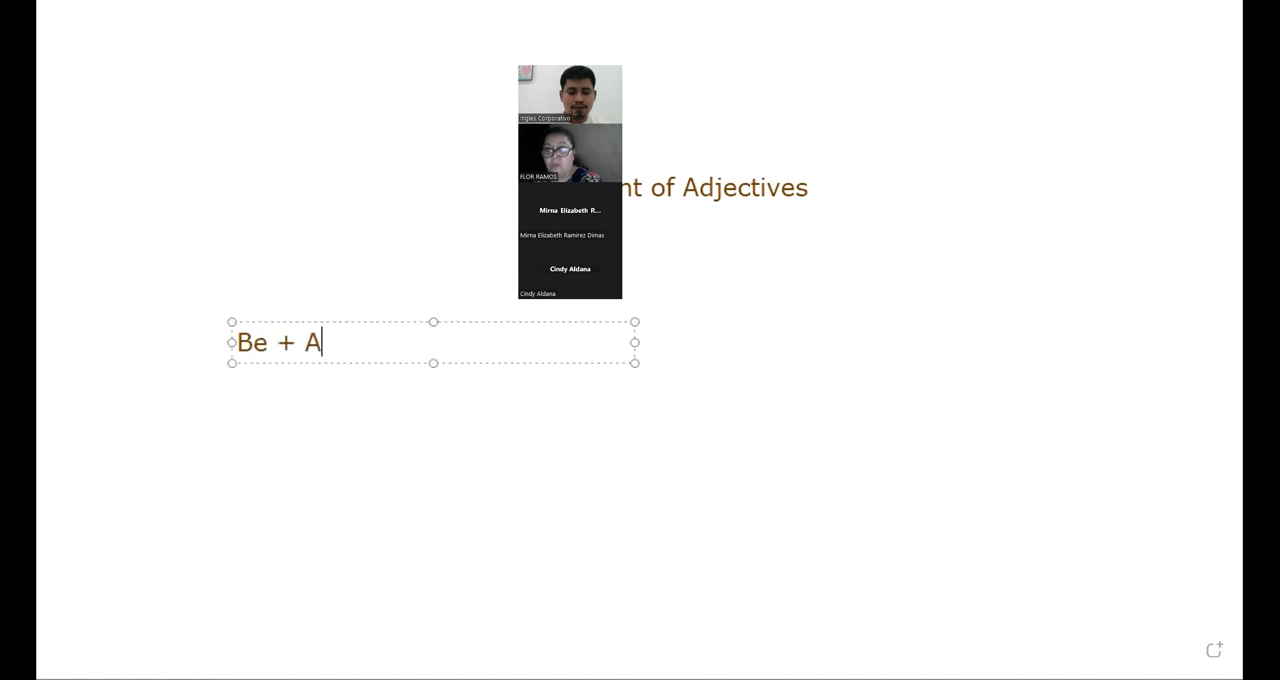 Ingles Corporativo
FLOR RAMOS
nt of Adjectives
Mirna Elizabeth R...
Mirna Elizabeth Ramirez Dimas
Cindy Aldana
Cindy Aldana
Be + A